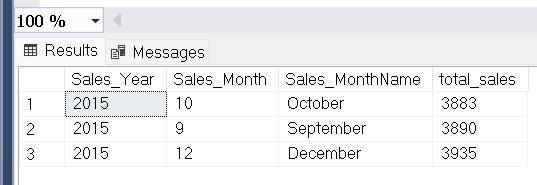 100 %
Results Messages
Sales_Year Sales_Month Sales_MonthName total_sales
1 2015 10 October 3883
2 2015 9 September 3890
3 2015 12 December 3935